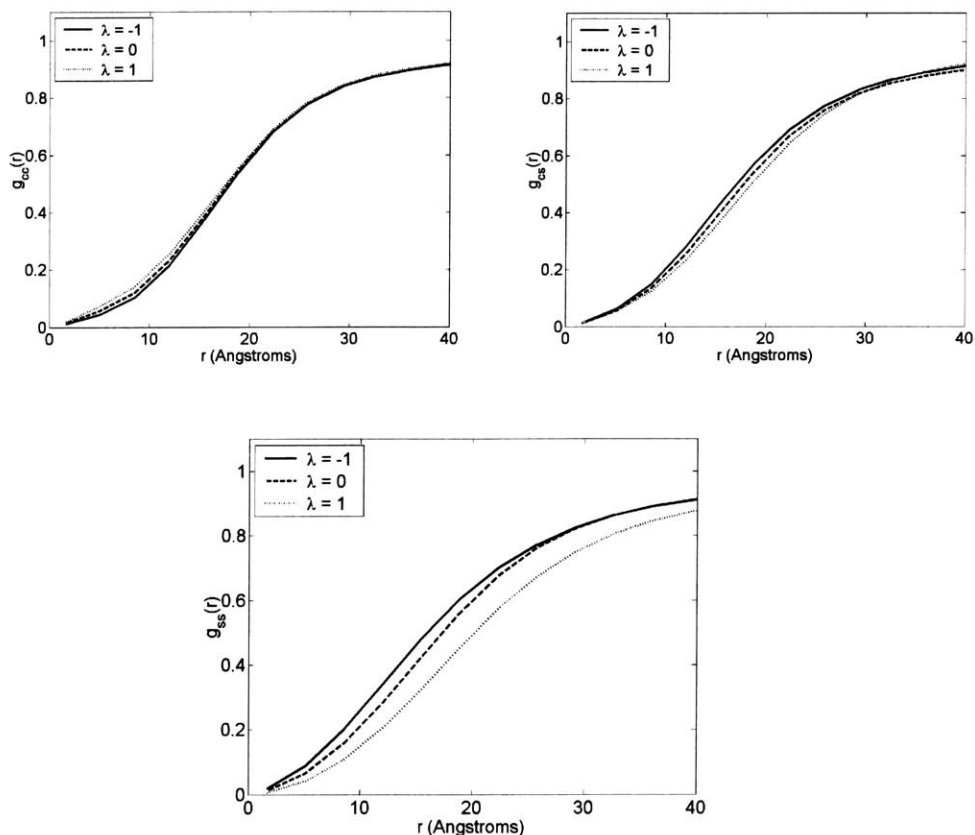 λ = -1
λ = 0
λ = 1
1
0.8
0.6
0.4
0.2
0
g_cc(r)
0 10 20 30 40
r (Angstroms)
λ = -1
λ = 0
λ = 1
1
0.8
0.6
0.4
0.2
0
g_cs(r)
0 10 20 30 40
r (Angstroms)
λ = -1
λ = 0
λ = 1
1
0.8
0.6
0.4
0.2
0
g_ss(r)
0 10 20 30 40
r (Angstroms)